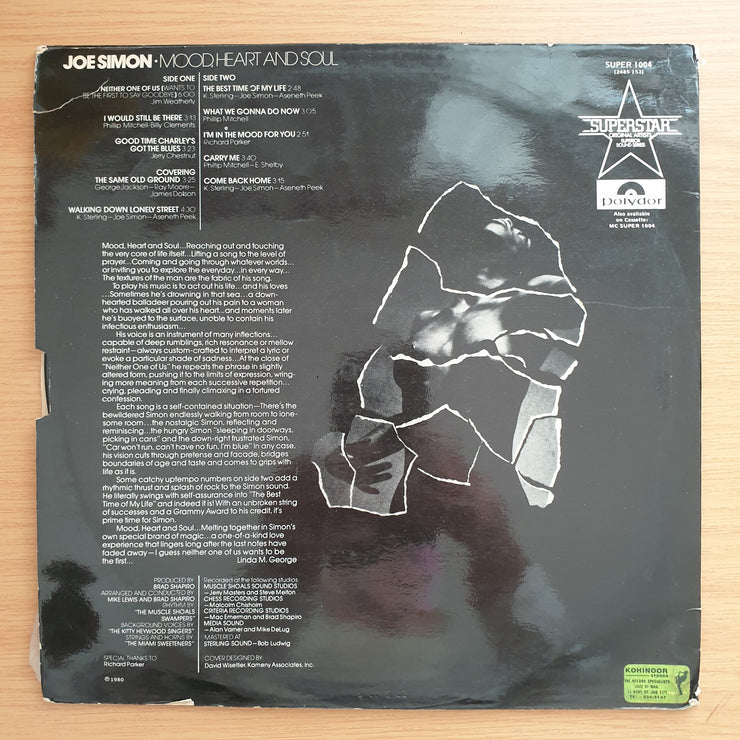 JOE SIMON • MOOD, HEART AND SOUL
SIDE ONE
NEITHER ONE OF US (WANTS TO
BE THE FIRST TO SAY GOODBYE) 6:00
Jim Weatherly
I WOULD STILL BE THERE 3:13
Phillip Mitchell-Billy Clements
GOOD TIME CHARLEY'S
GOT THE BLUES 3:23
Jerry Chestnut
COVERING
THE SAME OLD GROUND 3:25
George Jackson—Ray Moore—
James Dotson
WALKING DOWN LONELY STREET 4:30
K. Sterling—Joe Simon—Aseneth Peek
SIDE TWO
THE BEST TIME OF MY LIFE 2:48
K. Sterling—Joe Simon—Aseneth Peek
WHAT WE GONNA DO NOW 3:05
Phillip Mitchell
I'M IN THE MOOD FOR YOU 2:51
Richard Parker
CARRY ME 3:40
Phillip Mitchell—E. Shelby
COME BACK HOME 3:15
K. Sterling—Joe Simon—Aseneth Peek
SUPER 1004
(2485 153)
SUPERSTAR
ORIGINAL ARTISTS
SUPERIOR
SOUND SERIES
polydor
Also available
on Cassette:
MC SUPER 1004
Mood, Heart and Soul...Reaching out and touching
the very core of life itself...Lifting a song to the level of
prayer...Coming and going through whatever worlds...
or inviting you to explore the everyday...in every way...
The textures of the man are the fabric of his song.
To play his music is to act out his life...and his loves
...Sometimes he's drowning in that sea...a down-
hearted balladeer pouring out his pain to a woman
who has walked all over his heart...and moments later
he's buoyed to the surface, unable to contain his
infectious enthusiasm...
His voice is an instrument of many inflections...
capable of deep rumblings, rich resonance or mellow
restraint—always custom-crafted to interpret a lyric or
evoke a particular shade of sadness...At the close of
"Neither One of Us" he repeats the phrase in slightly
altered form, pushing it to the limits of expression, wring-
ing more meaning from each successive repetition...
crying, pleading and finally climaxing in a tortured
confession.
Each song is a self-contained situation—There's the
bewildered Simon endlessly walking from room to lone-
some room...the nostalgic Simon, reflecting and
reminiscing...the hungry Simon "sleeping in doorways,
picking in cans" and the down-right frustrated Simon,
"Car won't run, can't have no fun, I'm blue." In any case,
his vision cuts through pretense and facade, bridges
boundaries of age and taste and comes to grips with
life as it is.
Some catchy uptempo numbers on side two add a
rhythmic thrust and splash of rock to the Simon sound.
He literally swings with self-assurance into "The Best
Time of My Life" and indeed it is! With an unbroken string
of successes and a Grammy Award to his credit, it's
prime time for Simon.
Mood, Heart and Soul...Melting together in Simon's
own special brand of magic...a one-of-a-kind love
experience that lingers long after the last notes have
faded away—I guess neither one of us wants to be
the first... Linda M. George
PRODUCED BY
BRAD SHAPIRO
ARRANGED AND CONDUCTED BY
MIKE LEWIS AND BRAD SHAPIRO
RHYTHM BY
"THE MUSCLE SHOALS
SWAMPERS"
BACKGROUND VOICES BY
"THE KITTY HEYWOOD SINGERS"
STRINGS AND HORNS BY
"THE MIAMI SWEETENERS"
SPECIAL THANKS TO
Richard Parker
℗ 1980
Recorded at the following studios
MUSCLE SHOALS SOUND STUDIOS
—Jerry Masters and Steve Melton
CHESS RECORDING STUDIOS
—Malcolm Chisholm
CRITERIA RECORDING STUDIOS
—Mac Emerman and Brad Shapiro
MEDIA SOUND
—Alan Varner and Mike DeLug
MASTERED AT
STERLING SOUND—Bob Ludwig
COVER DESIGNED BY
David Wiseltier, Kameny Associates, Inc.
KOHINOOR
STORES
THE RECORD SPECIALISTS